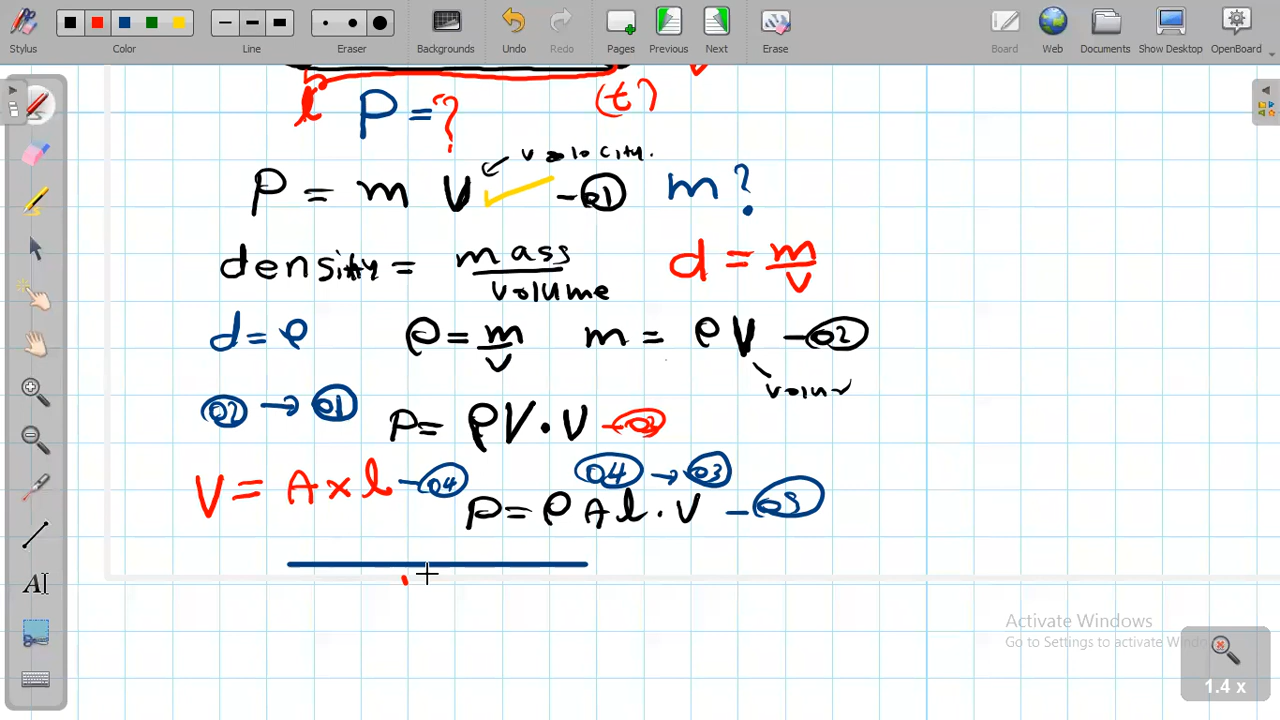 Stylus Color Line Eraser Backgrounds Undo Redo Pages Previous Next Erase Board Web Documents Show Desktop OpenBoard
l (t) V
P = ?
velocity.
P = m V - 01 m?
density = mass / volume d = m/V
d = ρ ρ = m/V m = ρ V - 02
02 → 01
P = ρV · V - 03
V = A x l - 04 04 → 03
P = ρ A l · V - 05
Activate Windows
Go to Settings to activate Windo
1.4 x